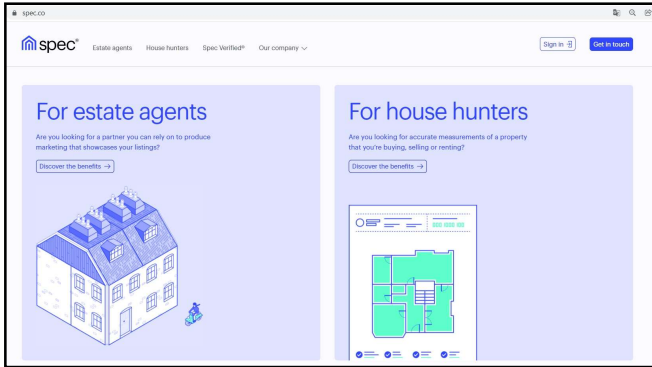 spec.co
spec®
Estate agents
House hunters
Spec Verified®
Our company
Sign in
Get in touch
For estate agents
Are you looking for a partner you can rely on to produce
marketing that showcases your listings?
Discover the benefits →
For house hunters
Are you looking for accurate measurements of a property
that you're buying, selling or renting?
Discover the benefits →